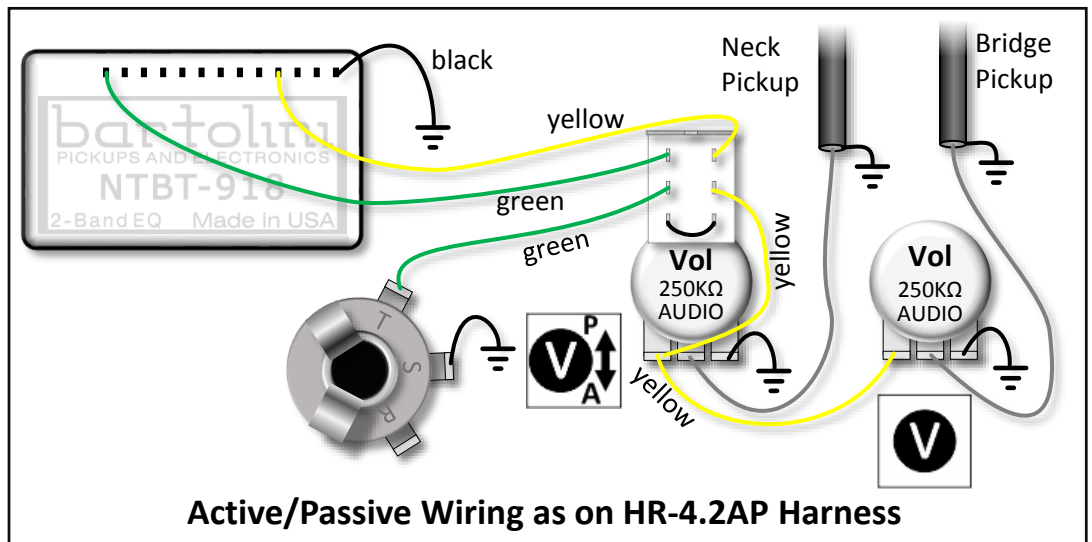 black
Neck
Pickup
Bridge
Pickup
bartolini
PICKUPS AND ELECTRONICS
NTBT-918
2-Band EQ Made in USA
yellow
green
green
yellow
Vol
250KΩ
AUDIO
Vol
250KΩ
AUDIO
T
S
R
V
P
A
yellow
V
Active/Passive Wiring as on HR-4.2AP Harness